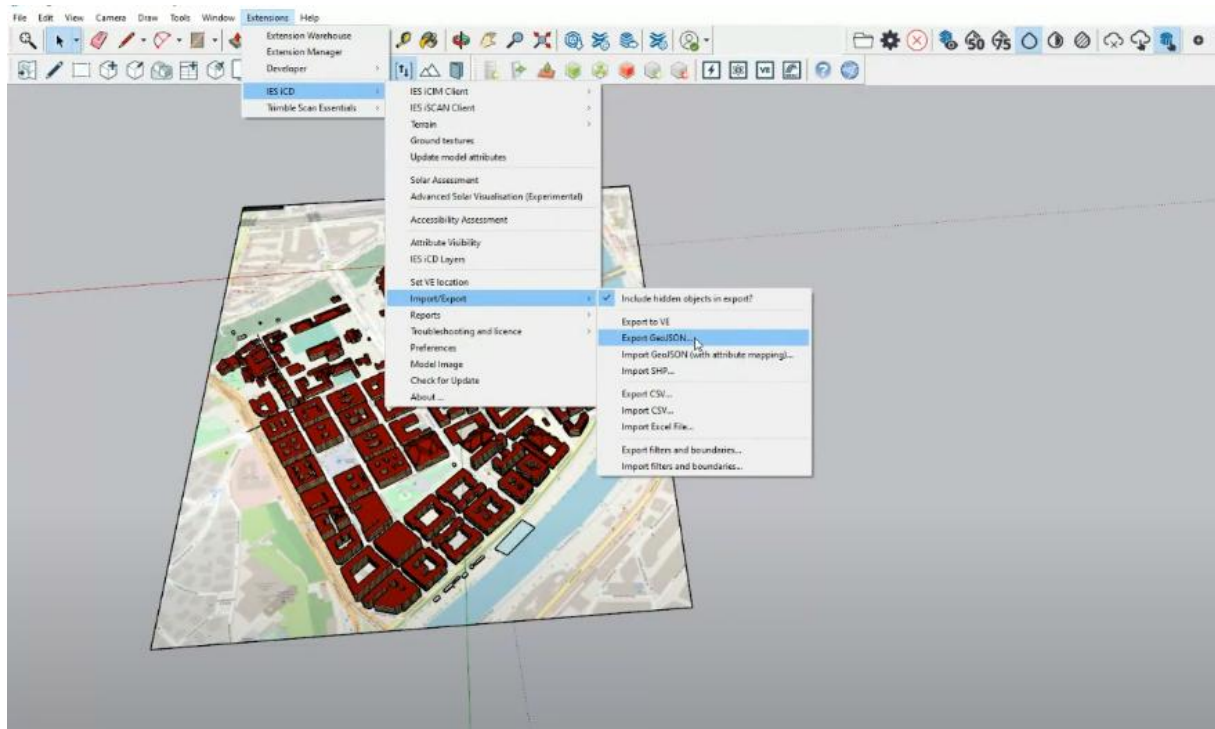 File Edit View Camera Draw Tools Window Extensions Help
Extension Warehouse
Extension Manager
Developer
IES iCD
Trimble Scan Essentials
IES iCIM Client
IES iSCAN Client
Terrain
Ground textures
Update model attributes
Solar Assessment
Advanced Solar Visualisation (Experimental)
Accessibility Assessment
Attribute Visibility
IES iCD Layers
Set VE location
Import/Export
Reports
Troubleshooting and licence
Preferences
Model Image
Check for Update
About ...
Include hidden objects in export?
Export to VE
Export GeoJSON...
Import GeoJSON (with attribute mapping)...
Import SHP...
Export CSV...
Import CSV...
Import Excel File...
Export filters and boundaries...
Import filters and boundaries...
50 75
VE